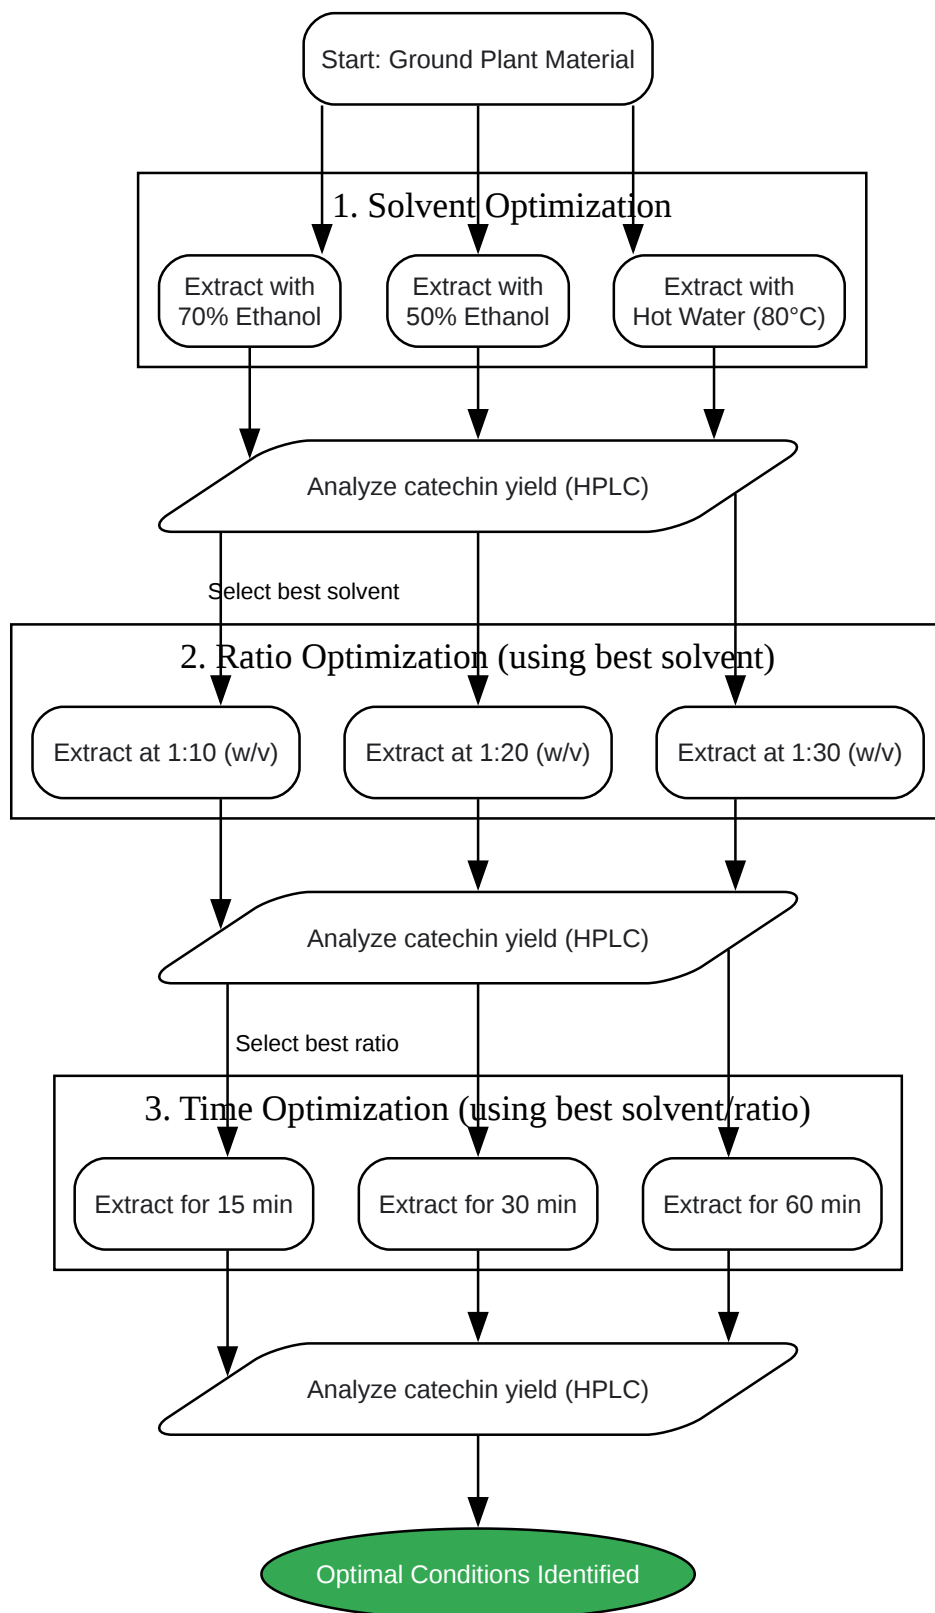 Start: Ground Plant Material
1. Solvent Optimization
Extract with
70% Ethanol
Extract with
50% Ethanol
Extract with
Hot Water (80°C)
Analyze catechin yield (HPLC)
Select best solvent
2. Ratio Optimization (using best solvent)
Extract at 1:10 (w/v)
Extract at 1:20 (w/v)
Extract at 1:30 (w/v)
Analyze catechin yield (HPLC)
Select best ratio
3. Time Optimization (using best solvent/ratio)
Extract for 15 min
Extract for 30 min
Extract for 60 min
Analyze catechin yield (HPLC)
Optimal Conditions Identified